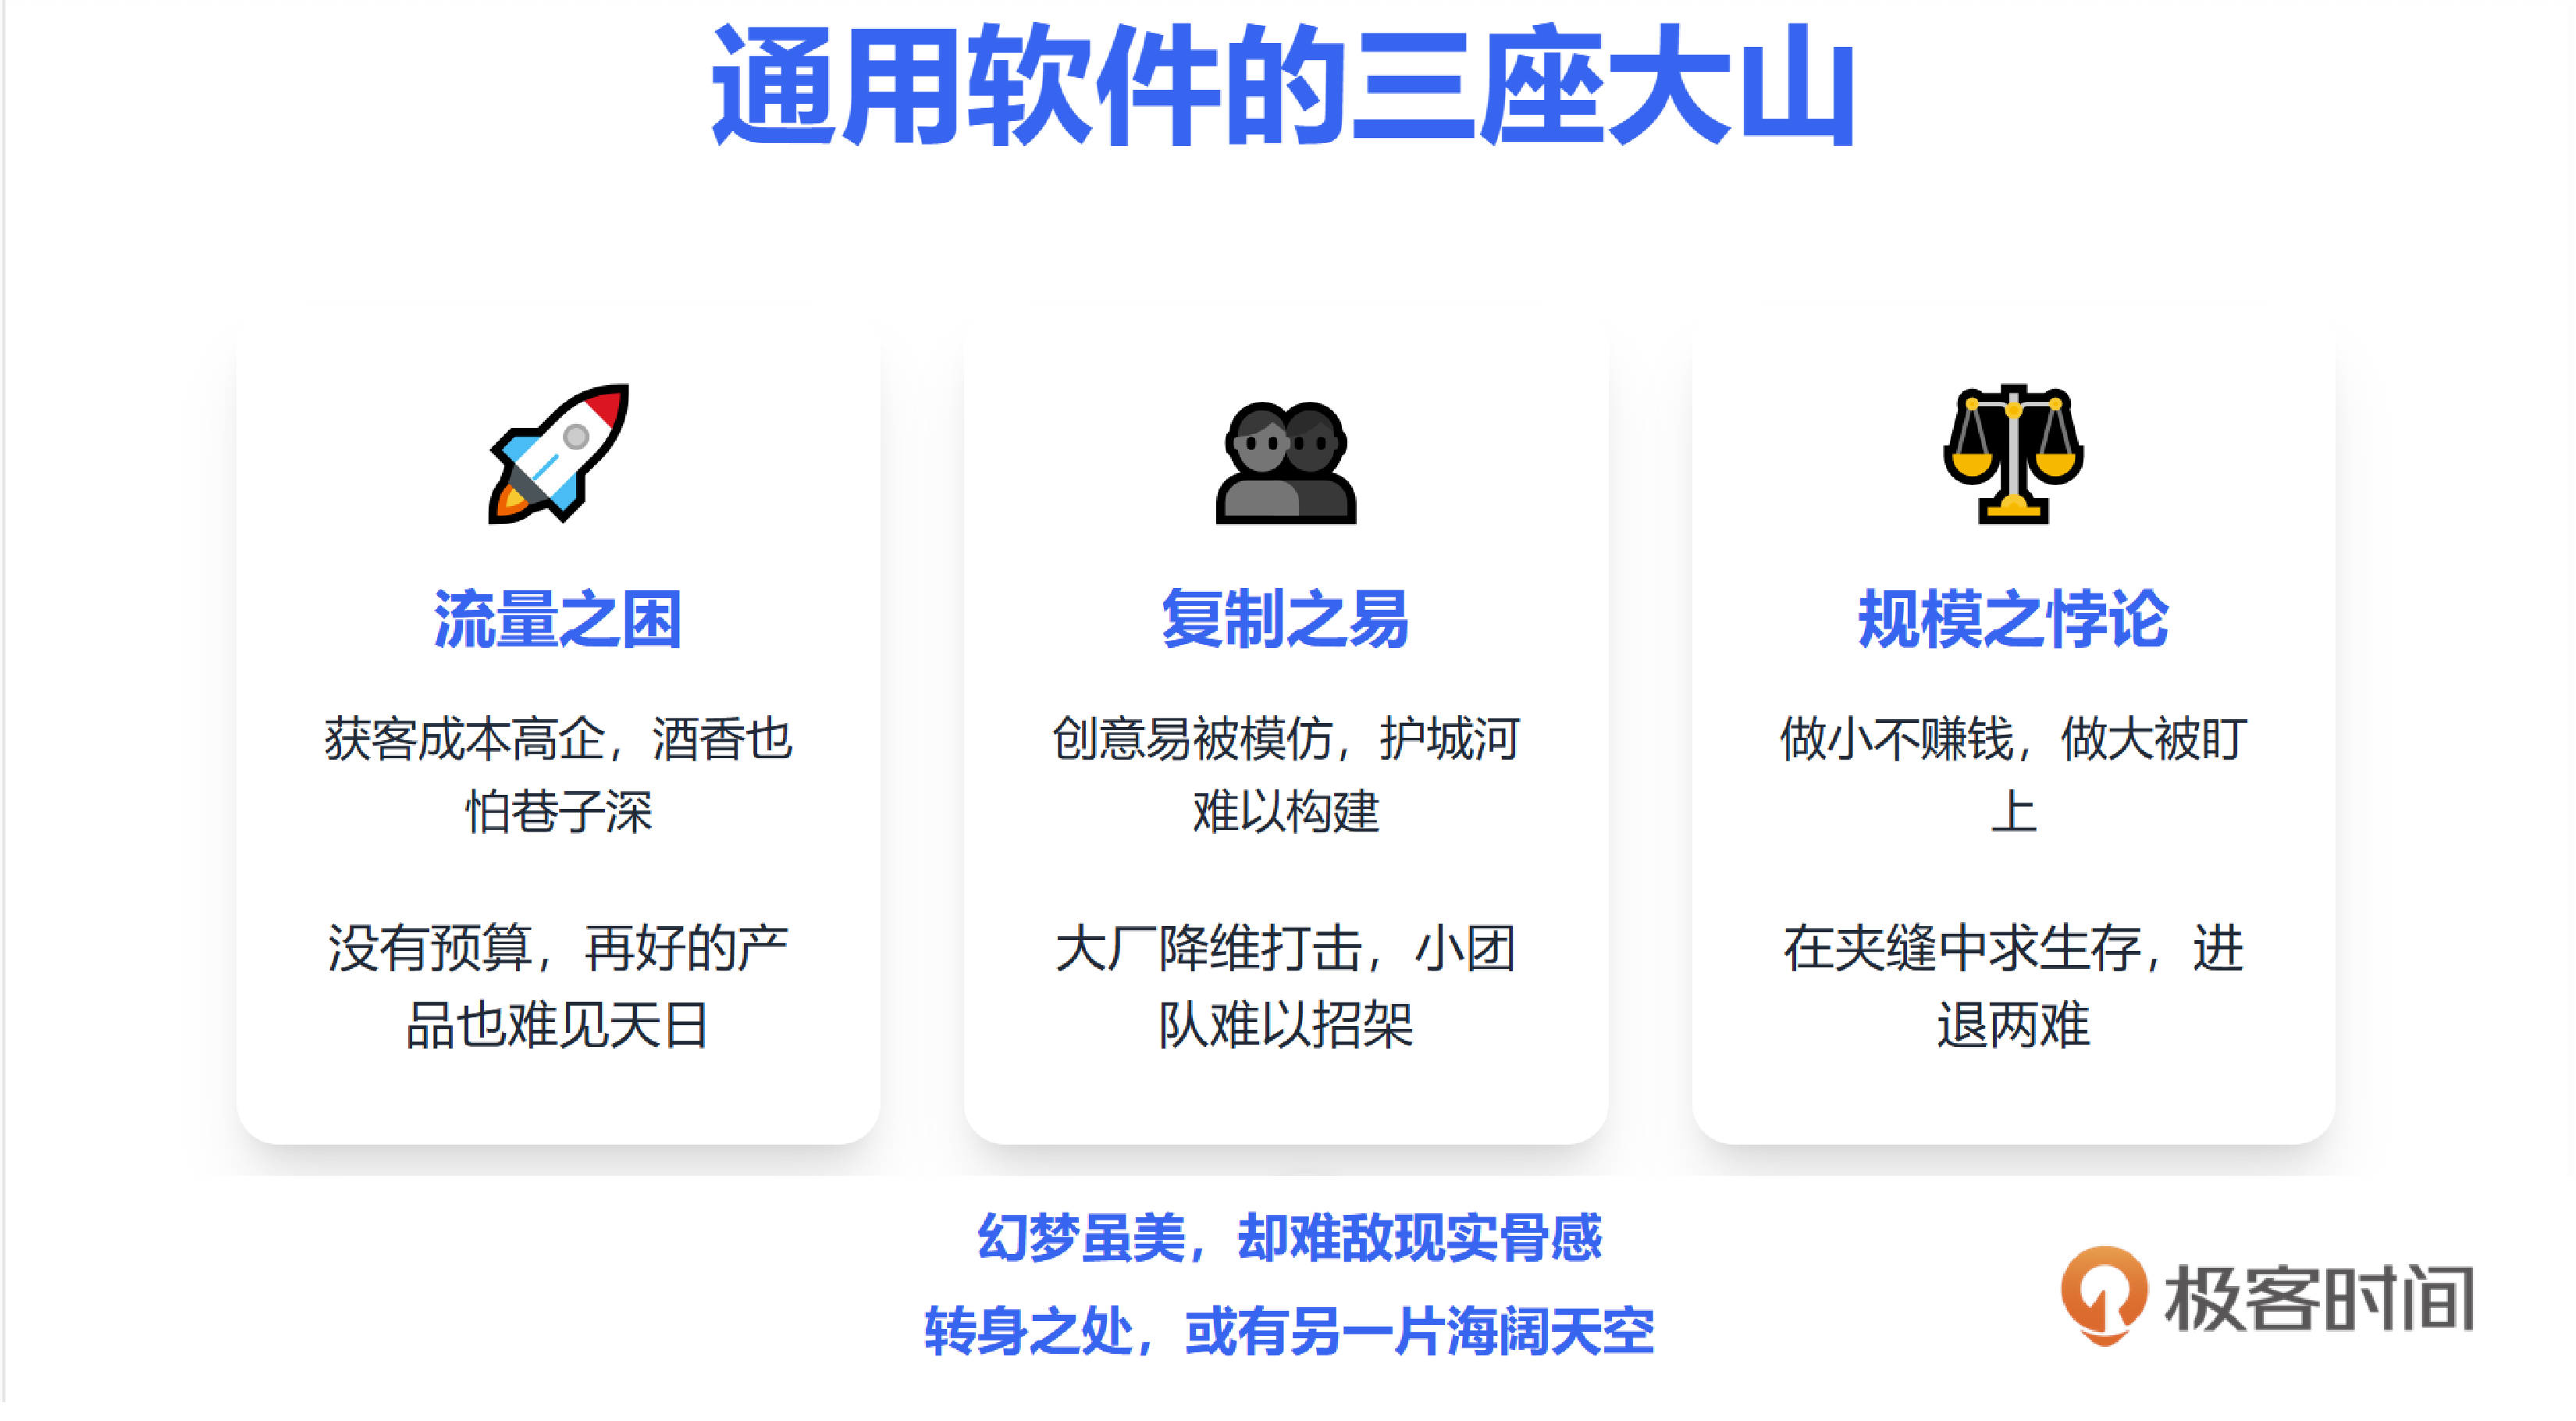 通用软件的三座大山
流量之困
获客成本高企，酒香也
怕巷子深
没有预算，再好的产
品也难见天日
复制之易
创意易被模仿，护城河
难以构建
大厂降维打击，小团
队难以招架
规模之悖论
做小不赚钱，做大被盯
上
在夹缝中求生存，进
退两难
幻梦虽美，却难敌现实骨感
转身之处，或有另一片海阔天空
极客时间